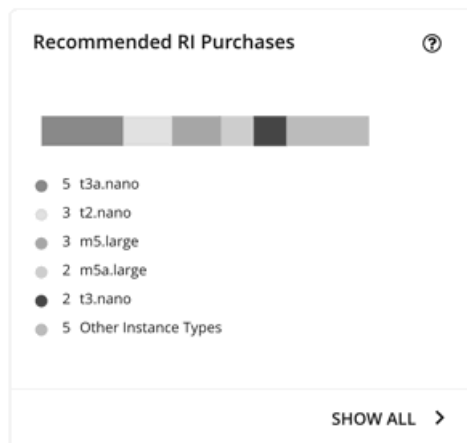 Recommended RI Purchases
5 t3a.nano
3 t2.nano
3 m5.large
2 m5a.large
2 t3.nano
5 Other Instance Types
SHOW ALL